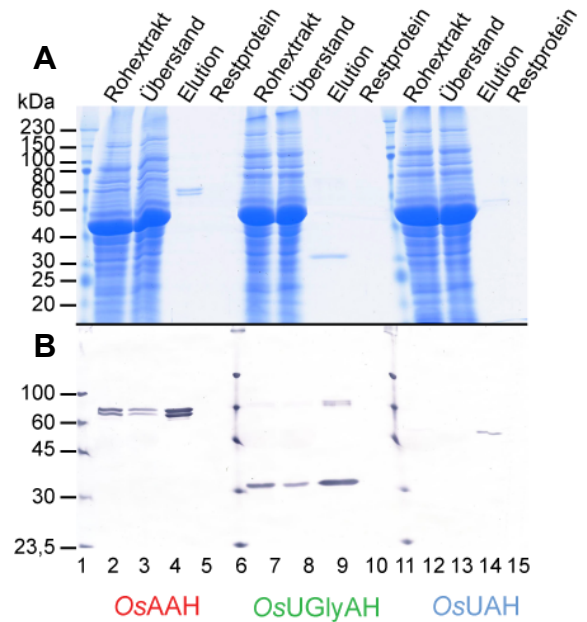 A
Rohextrakt Überstand Elution Restprotein Rohextrakt Überstand Elution Restprotein Rohextrakt Überstand Elution Restprotein
kDa
230
150
100
80
60
50
40
30
25
20
B
100
60
45
30
23,5
1 2 3 4 5 6 7 8 9 10 11 12 13 14 15
OsAAH OsUGlyAH OsUAH